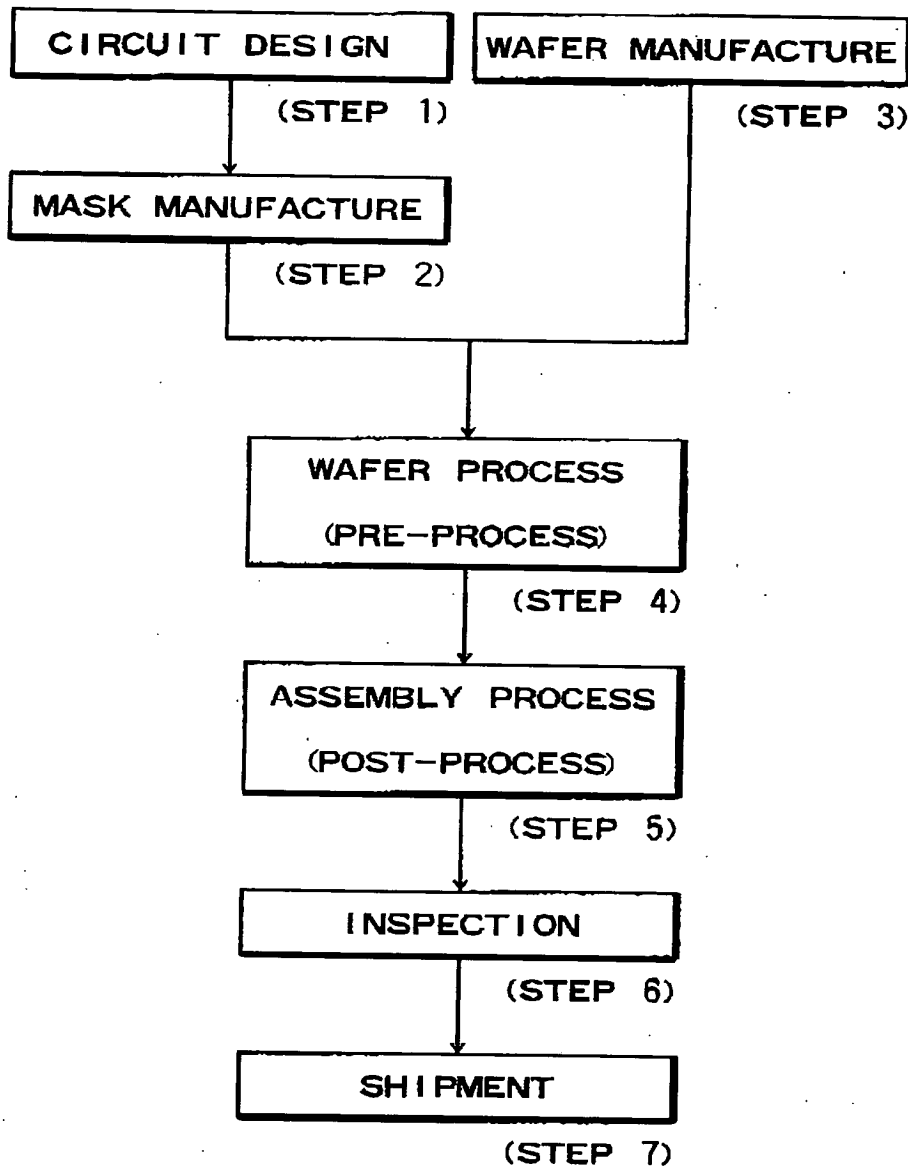 CIRCUIT DESIGN
(STEP 1)
WAFER MANUFACTURE
(STEP 3)
MASK MANUFACTURE
(STEP 2)
WAFER PROCESS
(PRE-PROCESS)
(STEP 4)
ASSEMBLY PROCESS
(POST-PROCESS)
(STEP 5)
INSPECTION
(STEP 6)
SHIPMENT
(STEP 7)